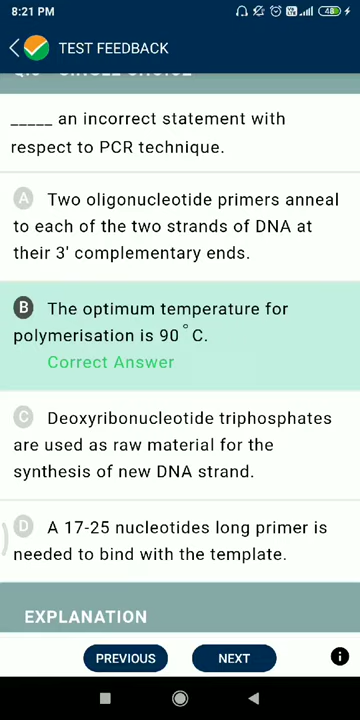 8:21 PM
48
TEST FEEDBACK
SINGLE CHOICE
_____ an incorrect statement with
respect to PCR technique.
A Two oligonucleotide primers anneal
to each of the two strands of DNA at
their 3' complementary ends.
B The optimum temperature for
polymerisation is 90°C.
Correct Answer
C Deoxyribonucleotide triphosphates
are used as raw material for the
synthesis of new DNA strand.
D A 17-25 nucleotides long primer is
needed to bind with the template.
EXPLANATION
PREVIOUS NEXT